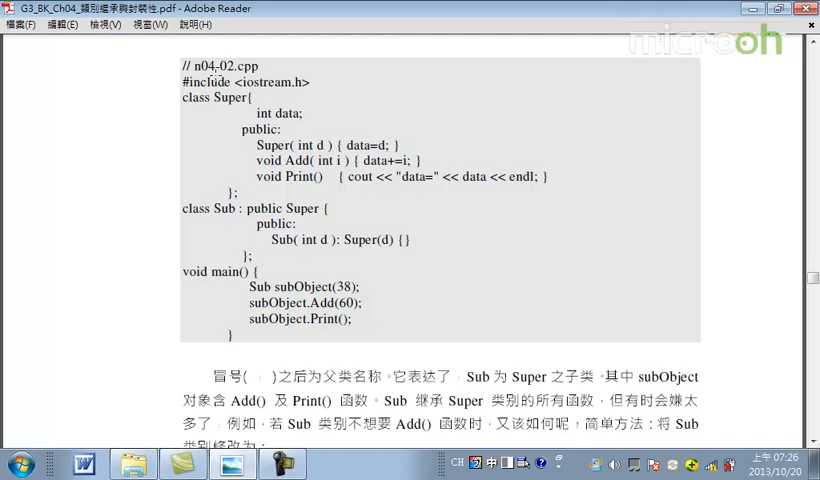 G3_BK_Ch04_類別繼承與封裝性.pdf - Adobe Reader
檔案(F) 編輯(E) 檢視(V) 視窗(W) 說明(H)
microoh
// n04-02.cpp
#include <iostream.h>
class Super{
int data;
public:
Super( int d ) { data=d; }
void Add( int i ) { data+=i; }
void Print() { cout << "data=" << data << endl; }
};
class Sub : public Super {
public:
Sub( int d ): Super(d) {}
};
void main() {
Sub subObject(38);
subObject.Add(60);
subObject.Print();
}
冒号( : )之后为父类名称。它表达了：Sub 为 Super 之子类。其中 subObject
对象含 Add() 及 Print() 函数。Sub 继承 Super 类别的所有函数，但有时会嫌太
多了；例如，若 Sub 类别不想要 Add() 函数时，又该如何呢？简单方法：将 Sub
类别修改为：
CH 中
上午 07:26
2013/10/20